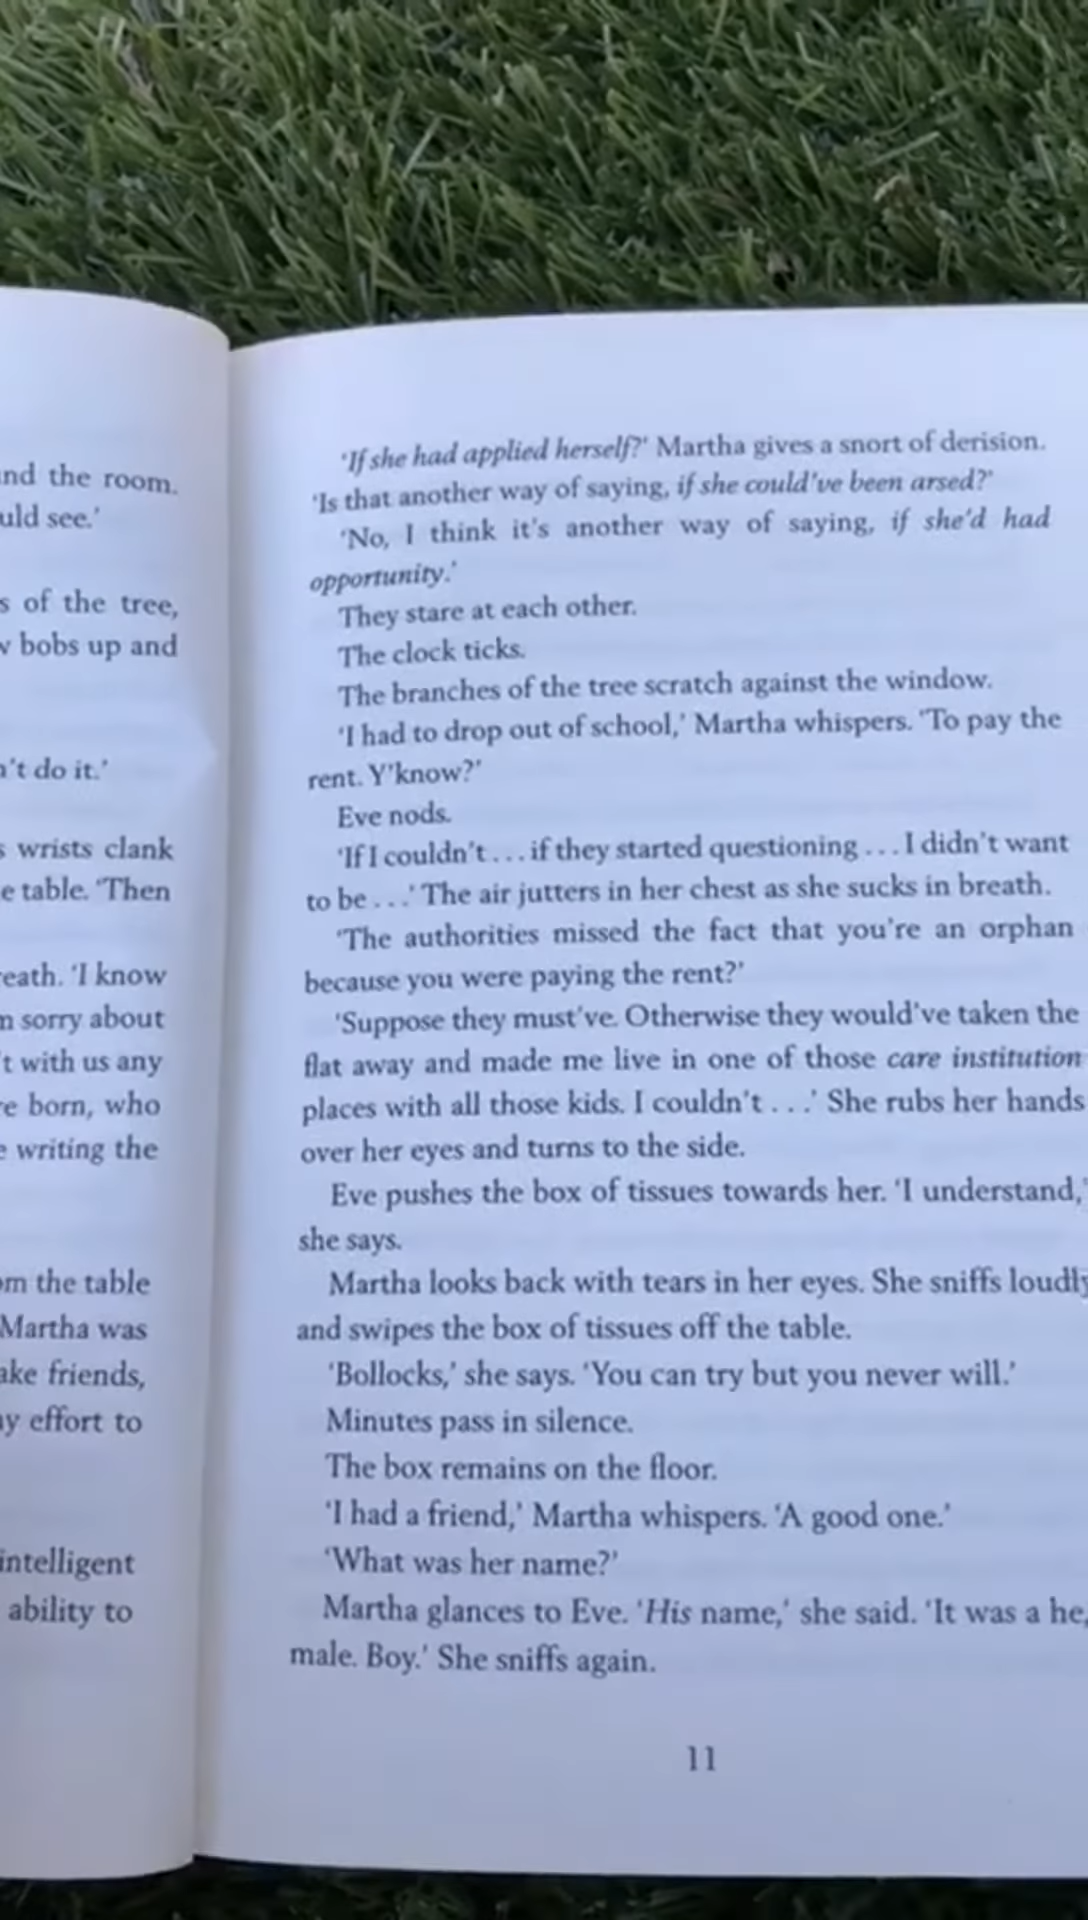 nd the room.
uld see.'
s of the tree,
w bobs up and
n't do it.'
s wrists clank
e table. 'Then
reath. 'I know
m sorry about
't with us any
re born, who
e writing the
om the table
Martha was
ake friends,
ny effort to
intelligent
ability to
'If she had applied herself?' Martha gives a snort of derision.
'Is that another way of saying, if she could've been arsed?'
'No, I think it's another way of saying, if she'd had
opportunity.'
They stare at each other.
The clock ticks.
The branches of the tree scratch against the window.
'I had to drop out of school,' Martha whispers. 'To pay the
rent. Y'know?'
Eve nods.
'If I couldn't . . . if they started questioning . . . I didn't want
to be . . .' The air jutters in her chest as she sucks in breath.
'The authorities missed the fact that you're an orphan
because you were paying the rent?'
'Suppose they must've. Otherwise they would've taken the
flat away and made me live in one of those care institution
places with all those kids. I couldn't . . .' She rubs her hands
over her eyes and turns to the side.
Eve pushes the box of tissues towards her. 'I understand,'
she says.
Martha looks back with tears in her eyes. She sniffs loudly
and swipes the box of tissues off the table.
'Bollocks,' she says. 'You can try but you never will.'
Minutes pass in silence.
The box remains on the floor.
'I had a friend,' Martha whispers. 'A good one.'
'What was her name?'
Martha glances to Eve. 'His name,' she said. 'It was a he,
male. Boy.' She sniffs again.
11